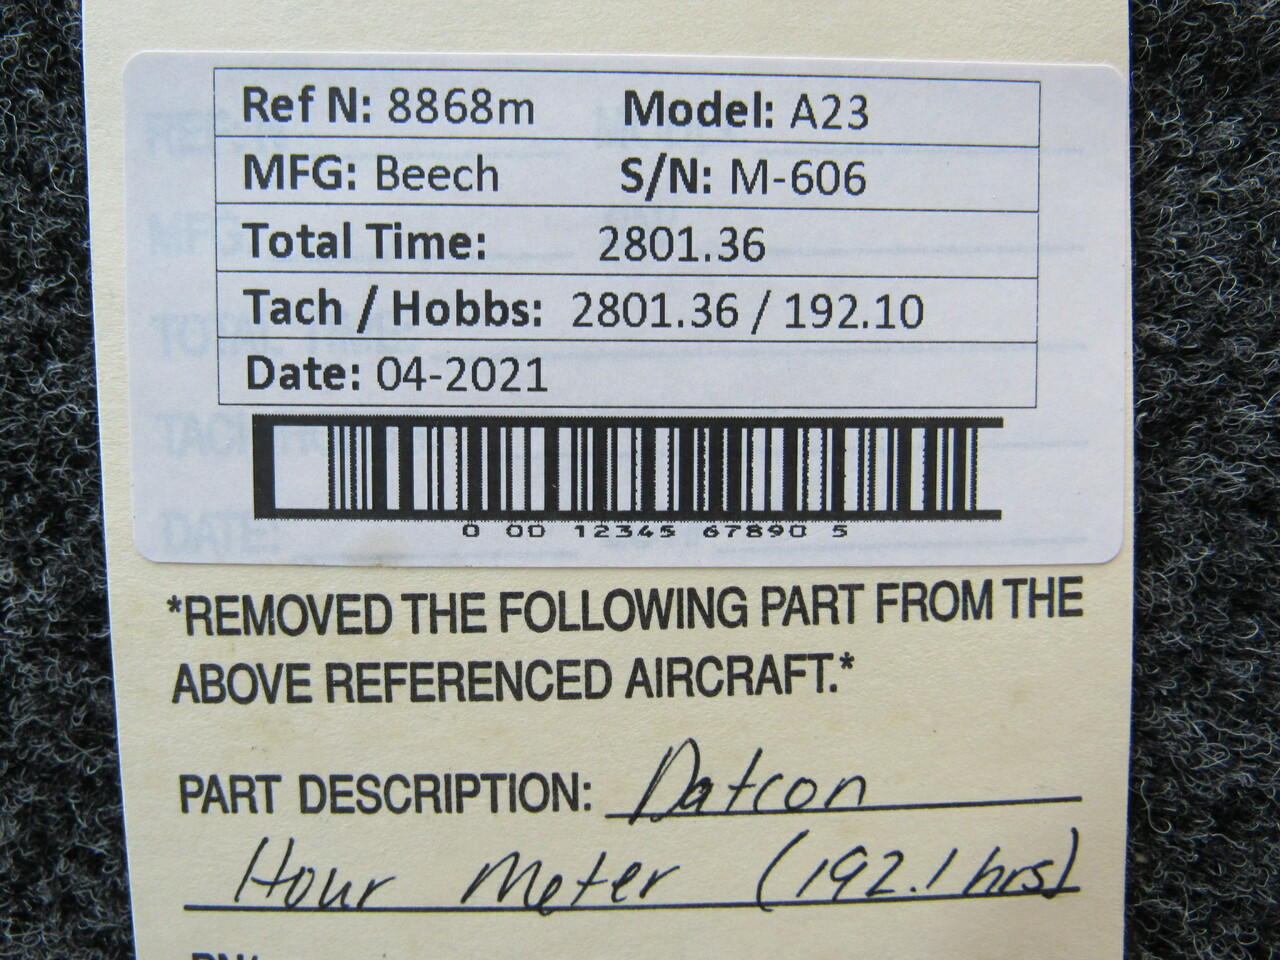 Ref N: 8868m Model: A23
MFG: Beech S/N: M-606
Total Time: 2801.36
Tach / Hobbs: 2801.36 / 192.10
Date: 04-2021
0 00 12345 67890 5
*REMOVED THE FOLLOWING PART FROM THE
ABOVE REFERENCED AIRCRAFT.*
PART DESCRIPTION: Datcon
Hour Meter (192.1 hrs)